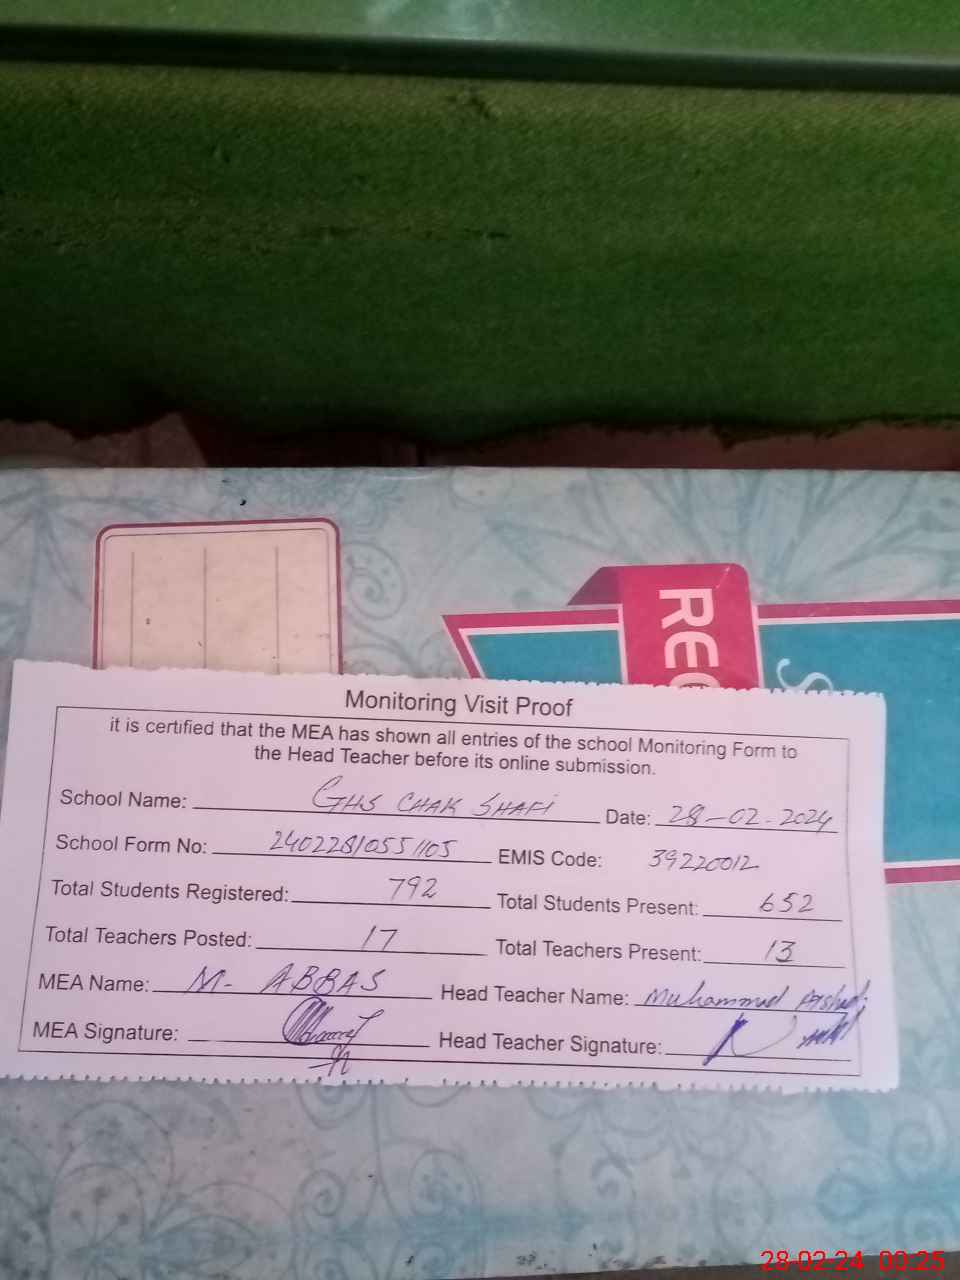 REC
S
Monitoring Visit Proof
it is certified that the MEA has shown all entries of the school Monitoring Form to
the Head Teacher before its online submission.
School Name: GHS CHAK SHAFI Date: 28-02-2024
School Form No: 24022810551105 EMIS Code: 39220012
Total Students Registered: 792 Total Students Present: 652
Total Teachers Posted: 17 Total Teachers Present: 13
MEA Name: M- ABBAS Head Teacher Name: Muhammad Arshad
MEA Signature: Head Teacher Signature:
28-02-24 09:25